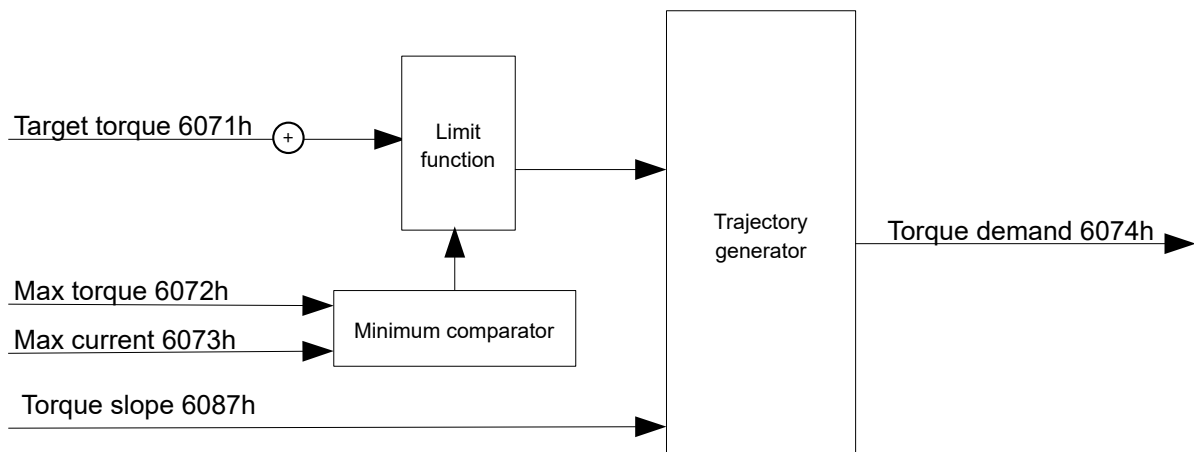 Target torque 6071h
+
Limit
function
Trajectory
generator
Torque demand 6074h
Max torque 6072h
Minimum comparator
Max current 6073h
Torque slope 6087h